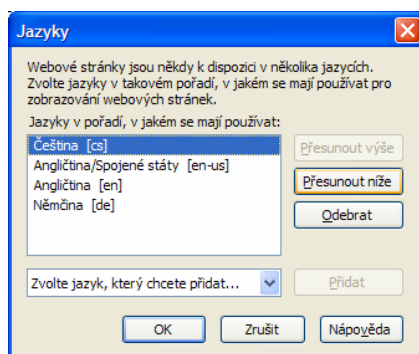 Jazyky
Webové stránky jsou někdy k dispozici v několika jazycích.
Zvolte jazyky v takovém pořadí, v jakém se mají používat pro
zobrazování webových stránek.
Jazyky v pořadí, v jakém se mají používat:
Čeština [cs]
Přesunout výše
Angličtina/Spojené státy [en-us]
Angličtina [en]
Přesunout níže
Němčina [de]
Odebrat
Zvolte jazyk, který chcete přidat...
Přidat
OK
Zrušit
Nápověda